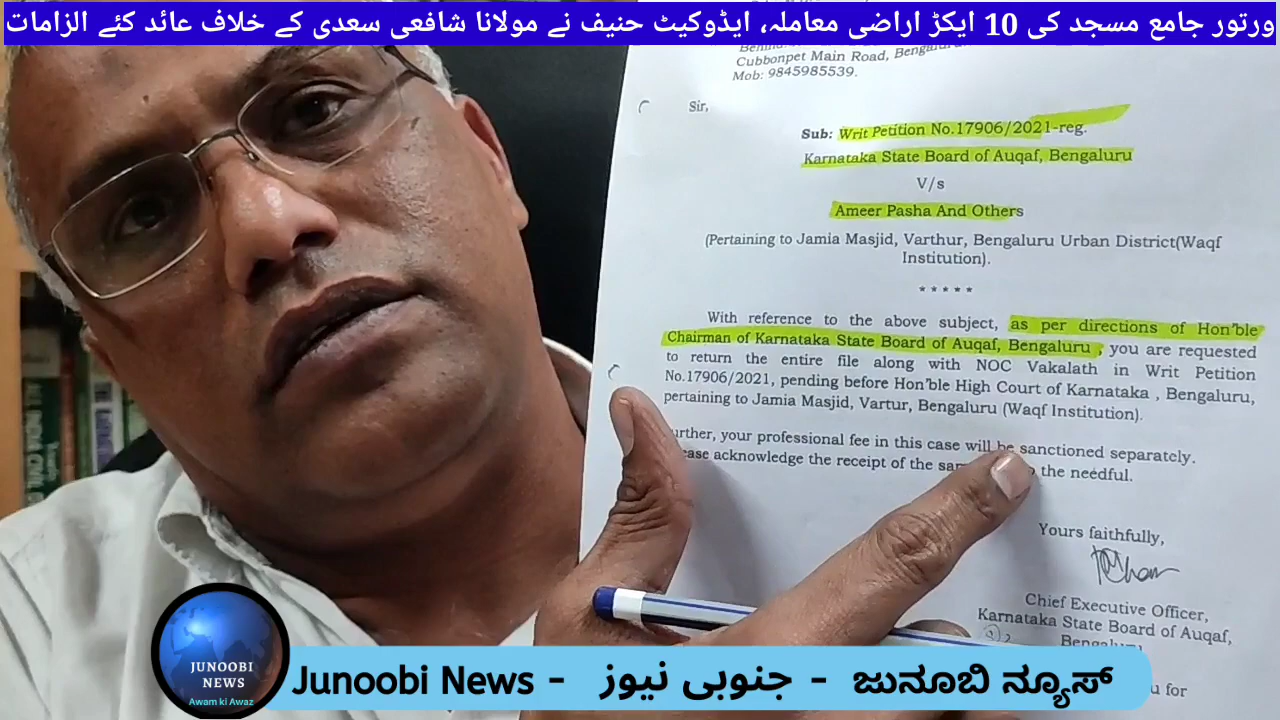 ورتور جامع مسجد کی 10 ایکڑ اراضی معاملہ، ایڈوکیٹ حنیف نے مولانا شافعی سعدی کے خلاف عائد کئے الزامات
Cubbonpet Main Road, Bengaluru
Mob: 9845985539.
Sir,
Sub: Writ Petition No.17906/2021-reg.
Karnataka State Board of Auqaf, Bengaluru
V/s
Ameer Pasha And Others
(Pertaining to Jamia Masjid, Varthur, Bengaluru Urban District(Waqf
Institution).
*****
With reference to the above subject, as per directions of Hon'ble
Chairman of Karnataka State Board of Auqaf, Bengaluru , you are requested
to return the entire file along with NOC Vakalath in Writ Petition
No.17906/2021, pending before Hon'ble High Court of Karnataka , Bengaluru,
pertaining to Jamia Masjid, Vartur, Bengaluru (Waqf Institution).
your professional fee in this case will be sanctioned separately.
acknowledge the receipt of the the needful.
Yours faithfully,
Chief Executive Officer,
Karnataka State Board of Auqaf,
Bengaluru
for
JUNOOBI
NEWS
Awam ki Awaz
Junoobi News - جنوبی نیوز - ಜುನೂಬಿ ನ್ಯೂಸ್